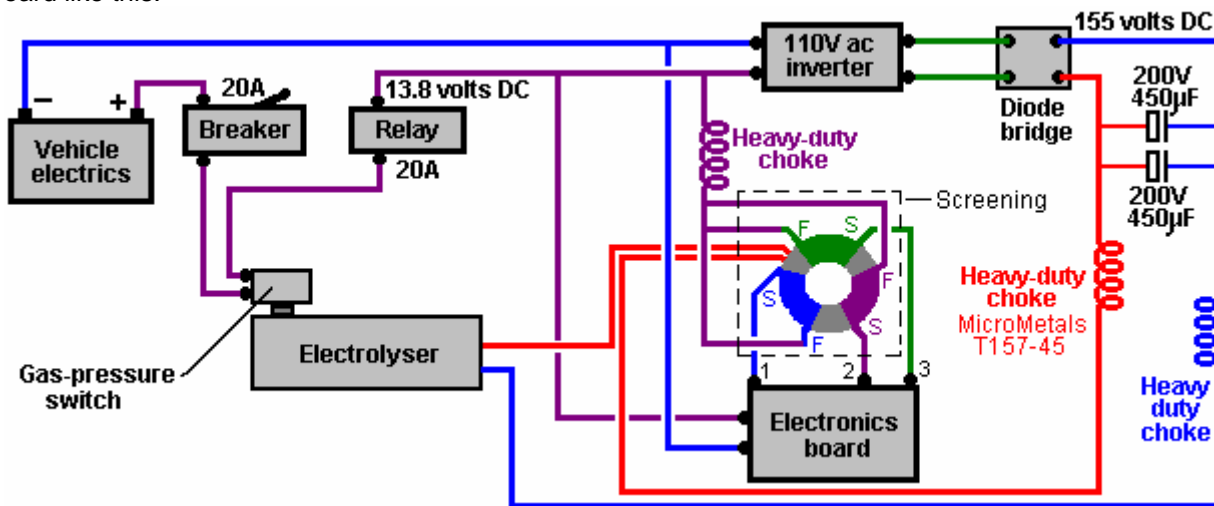 155 volts DC
110V ac
inverter
200V
450µF
20A
13.8 volts DC
Diode
bridge
− +
Breaker
Relay
Heavy-duty
choke
Vehicle
electrics
20A
200V
450µF
Screening
F S
F
S
S
F
Heavy-duty
choke
MicroMetals
T157-45
Electrolyser
Gas-pressure
switch
1 2 3
Heavy
duty
choke
Electronics
board